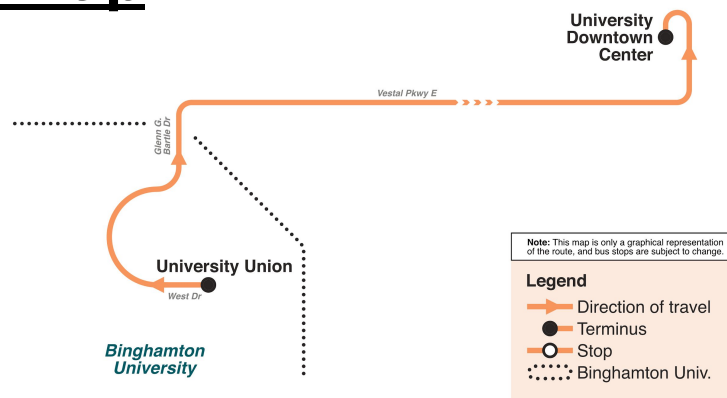 University
Downtown
Center
Vestal Pkwy E
Glenn G.
Bartle Dr
University Union
West Dr
Binghamton
University
Note: This map is only a graphical representation
of the route, and bus stops are subject to change.
Legend
Direction of travel
Terminus
Stop
Binghamton Univ.